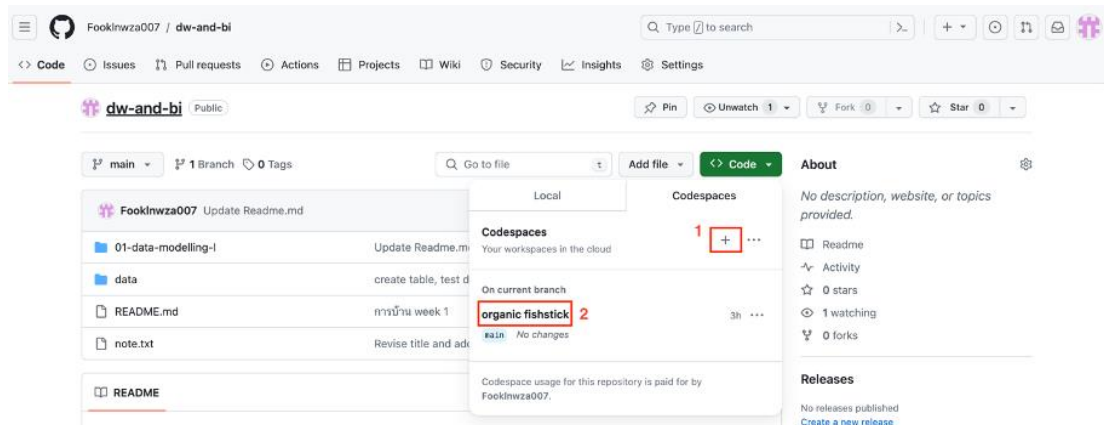 FookInwza007 / dw-and-bi
Type / to search
Code Issues Pull requests Actions Projects Wiki Security Insights Settings
dw-and-bi Public
Pin Unwatch 1 Fork 0 Star 0
main 1 Branch 0 Tags
Go to file t Add file Code
FookInwza007 Update Readme.md
01-data-modelling-I Update Readme.m
data create table, test d
README.md การบ้าน week 1
note.txt Revise title and add
README
Local Codespaces
Codespaces 1 +
Your workspaces in the cloud
On current branch
organic fishstick 2 3h
main No changes
Codespace usage for this repository is paid for by
FookInwza007.
About
No description, website, or topics
provided.
Readme
Activity
0 stars
1 watching
0 forks
Releases
No releases published
Create a new release